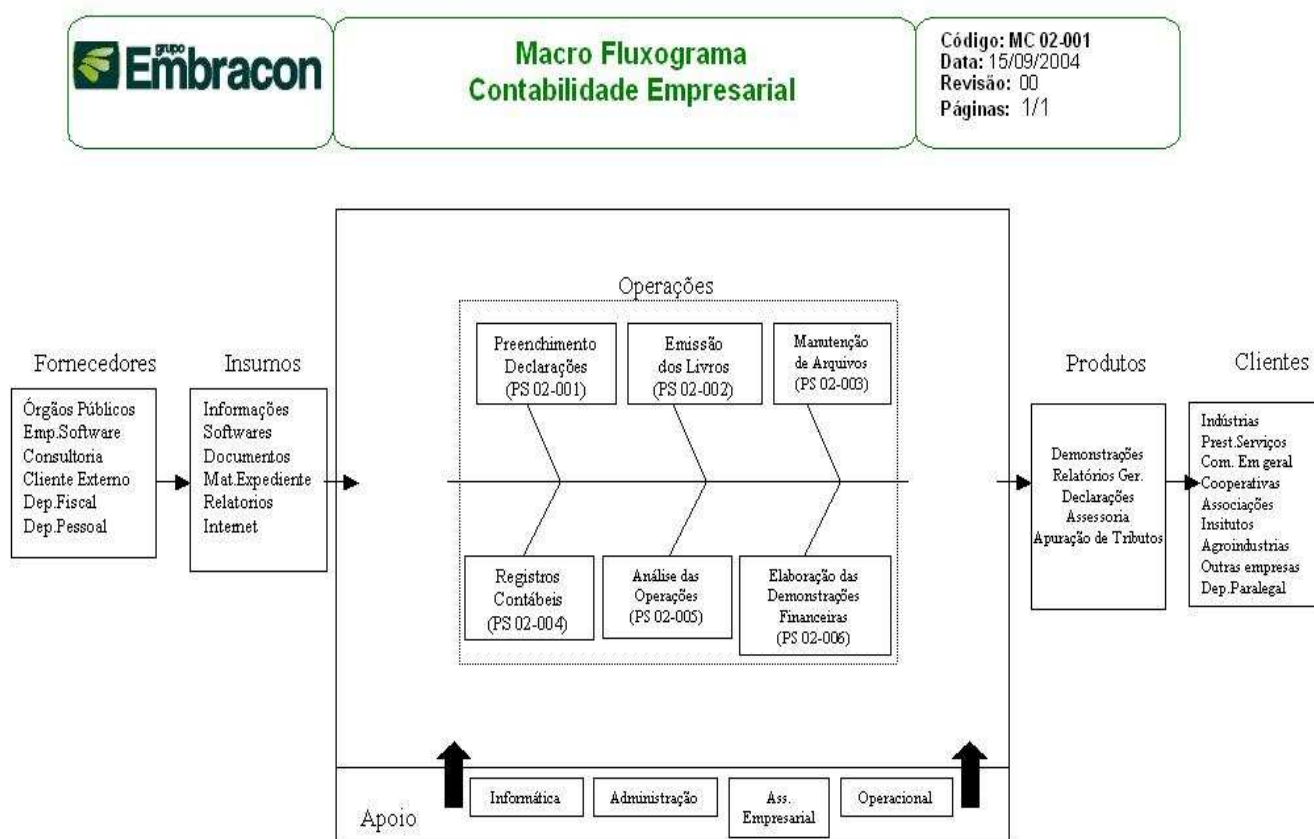 grupo
Embracon
Macro Fluxograma
Contabilidade Empresarial
Código: MC 02-001
Data: 15/09/2004
Revisão: 00
Páginas: 1/1
Fornecedores
Órgãos Públicos
Emp.Software
Consultoria
Cliente Externo
Dep.Fiscal
Dep.Pessoal
Insumos
Informações
Softwares
Documentos
Mat.Expediente
Relatorios
Internet
Operações
Preenchimento
Declarações
(PS 02-001)
Emissão
dos Livros
(PS 02-002)
Manutenção
de Arquivos
(PS 02-003)
Registros
Contábeis
(PS 02-004)
Análise das
Operações
(PS 02-005)
Elaboração das
Demonstrações
Financeiras
(PS 02-006)
Produtos
Demonstrações
Relatórios Ger.
Declarações
Assessoria
Apuração de Tributos
Clientes
Indústrias
Prest.Serviços
Com. Em geral
Cooperativas
Associações
Insitutos
Agroindustrias
Outras empresas
Dep.Paralegal
Apoio
Informática
Administração
Ass.
Empresarial
Operacional